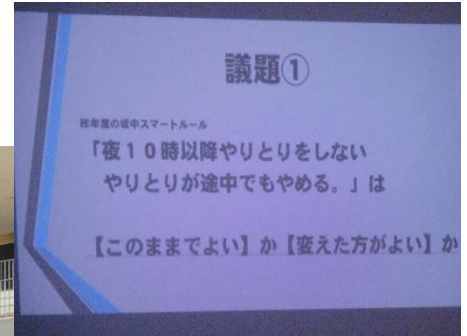 議題①
昨年度の坂中スマートルール
「夜１０時以降やりとりをしない
やりとりが途中でもやめる。」は
【このままでよい】か【変えた方がよい】か